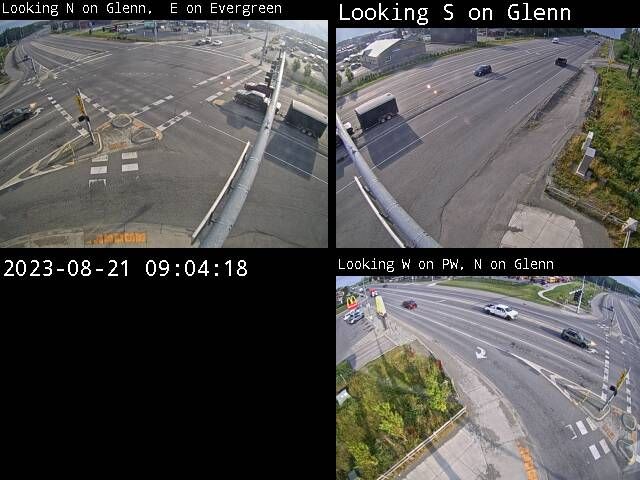 Looking N on Glenn,  E on Evergreen
Looking S on Glenn
2023-08-21 09:04:18
Looking W on PW, N on Glenn